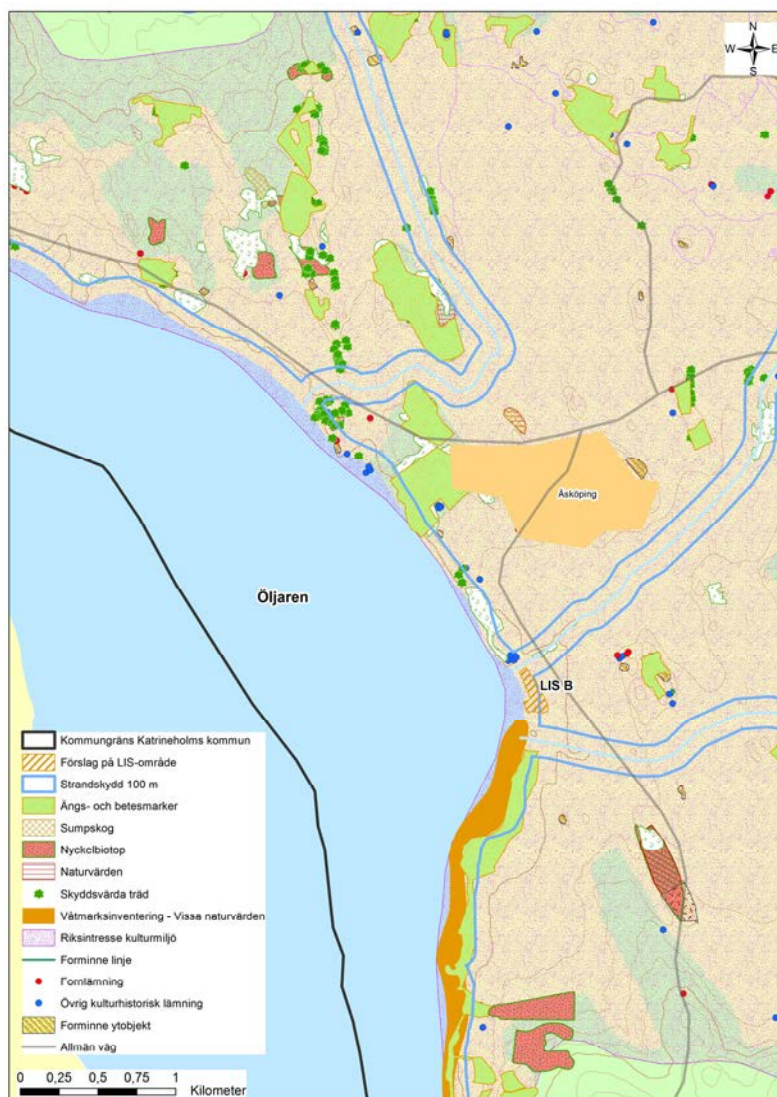 N
W E
S
Åsköping
Öljaren
LIS B
Kommungräns Katrineholms kommun
Förslag på LIS-område
Strandskydd 100 m
Ängs- och betesmarker
Sumpskog
Nyckelbiotop
Naturvärden
Skyddsvärda träd
Våtmarksinventering - Vissa naturvärden
Riksintresse kulturmiljö
Fornminne linje
Fornlämning
Övrig kulturhistorisk lämning
Fornminne ytobjekt
Allmän väg
0 0,25 0,5 0,75 1
Kilometer